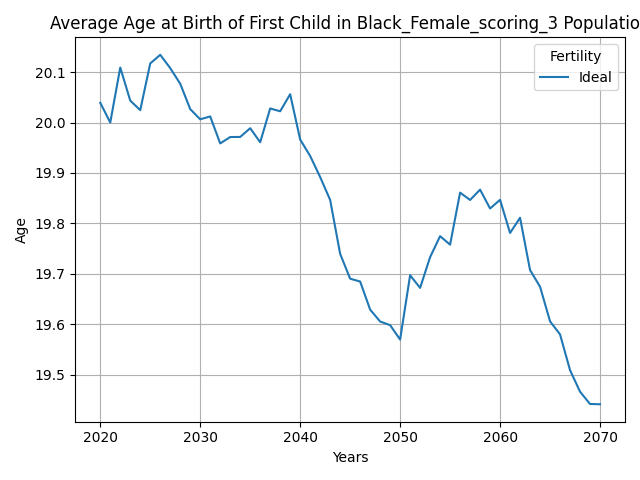 Average Age at Birth of First Child in Black_Female_scoring_3 Populatio
Fertility
Ideal
20.1
20.0
19.9
19.8
19.7
19.6
19.5
Age
2020 2030 2040 2050 2060 2070
Years